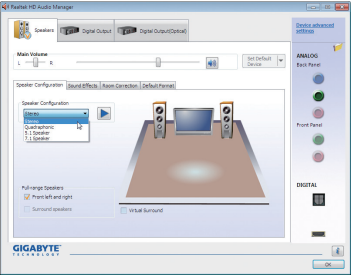 Realtek HD Audio Manager
Speakers
Digital Output
Digital Output(Optical)
Device advanced
settings
Main Volume
L
R
Set Default
Device
ANALOG
Back Panel
Speaker Configuration
Sound Effects
Room Correction
Default Format
Speaker Configuration
Stereo
Stereo
Quadraphonic
5.1 Speaker
7.1 Speaker
Front Panel
Full-range Speakers
Front left and right
Surround speakers
Virtual Surround
DIGITAL
GIGABYTE™
TECHNOLOGY
i
OK